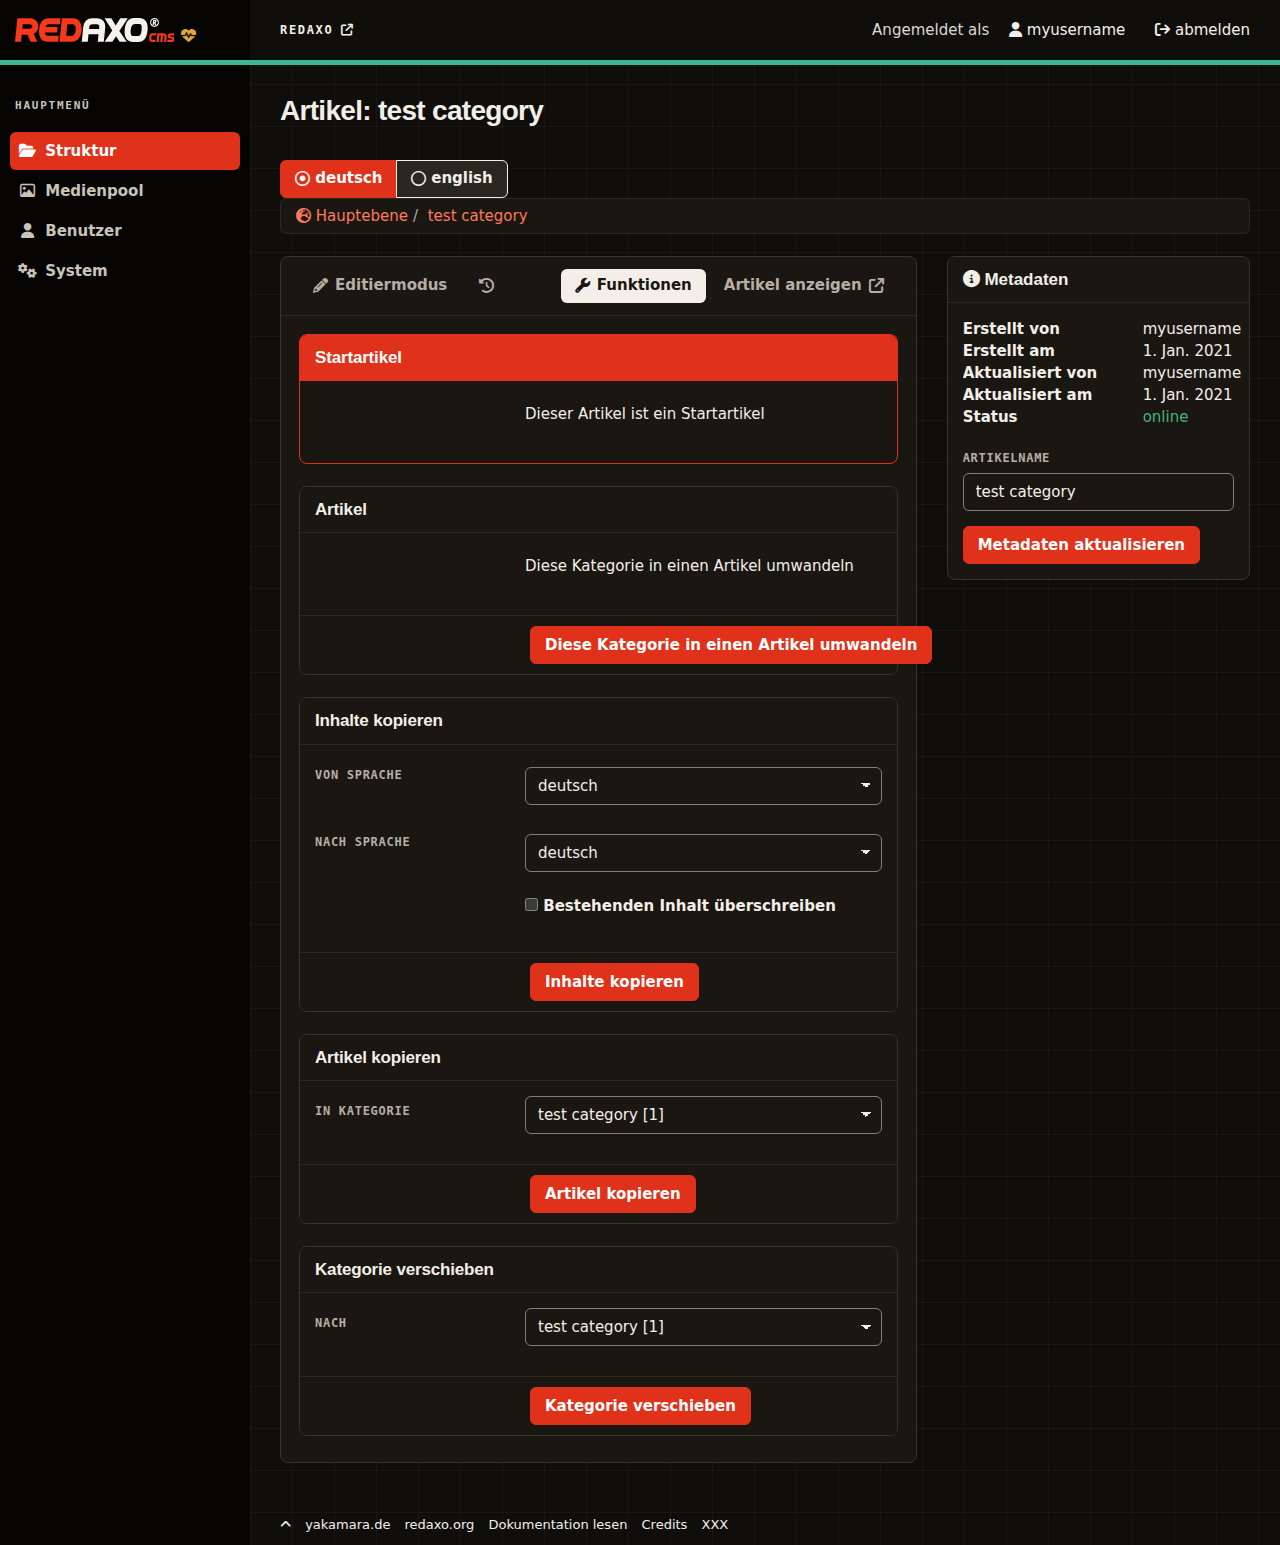 REDAXO® cms
REDAXO
Angemeldet als myusername abmelden
HAUPTMENÜ
Struktur
Medienpool
Benutzer
System
Artikel: test category
deutsch english
Hauptebene / test category
Editiermodus Funktionen Artikel anzeigen
Startartikel
Dieser Artikel ist ein Startartikel
Artikel
Diese Kategorie in einen Artikel umwandeln
Diese Kategorie in einen Artikel umwandeln
Inhalte kopieren
VON SPRACHE deutsch
NACH SPRACHE deutsch
Bestehenden Inhalt überschreiben
Inhalte kopieren
Artikel kopieren
IN KATEGORIE test category [1]
Artikel kopieren
Kategorie verschieben
NACH test category [1]
Kategorie verschieben
Metadaten
Erstellt von myusername
Erstellt am 1. Jan. 2021
Aktualisiert von myusername
Aktualisiert am 1. Jan. 2021
Status online
ARTIKELNAME
test category
Metadaten aktualisieren
yakamara.de redaxo.org Dokumentation lesen Credits XXX